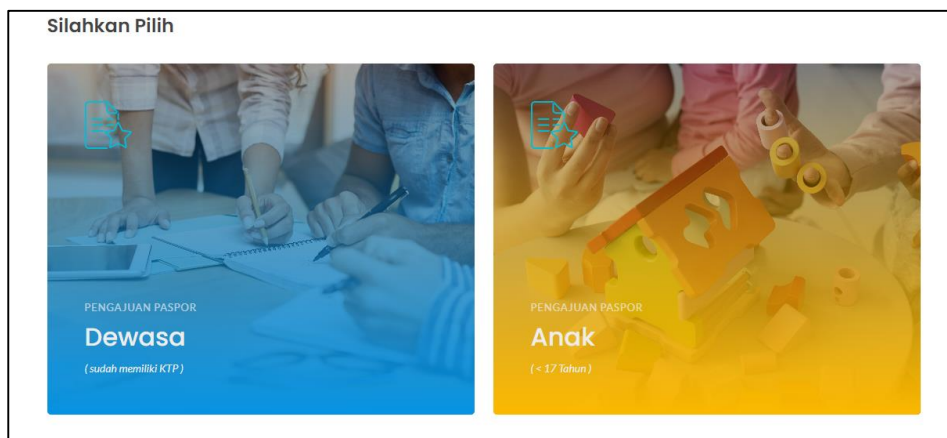 Silahkan Pilih
PENGAJUAN PASPOR
Dewasa
( sudah memiliki KTP )
PENGAJUAN PASPOR
Anak
( < 17 Tahun )